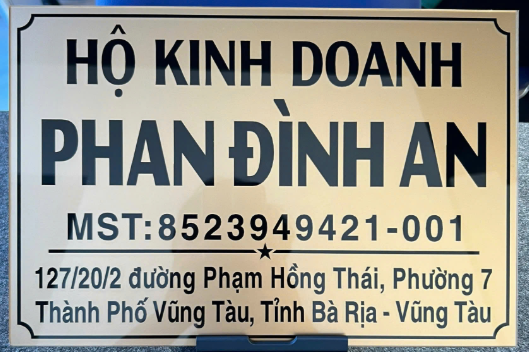 HỘ KINH DOANH
PHAN ĐÌNH AN
MST: 8523949421-001
127/20/2 đường Phạm Hồng Thái, Phường 7
Thành Phố Vũng Tàu, Tỉnh Bà Rịa - Vũng Tàu